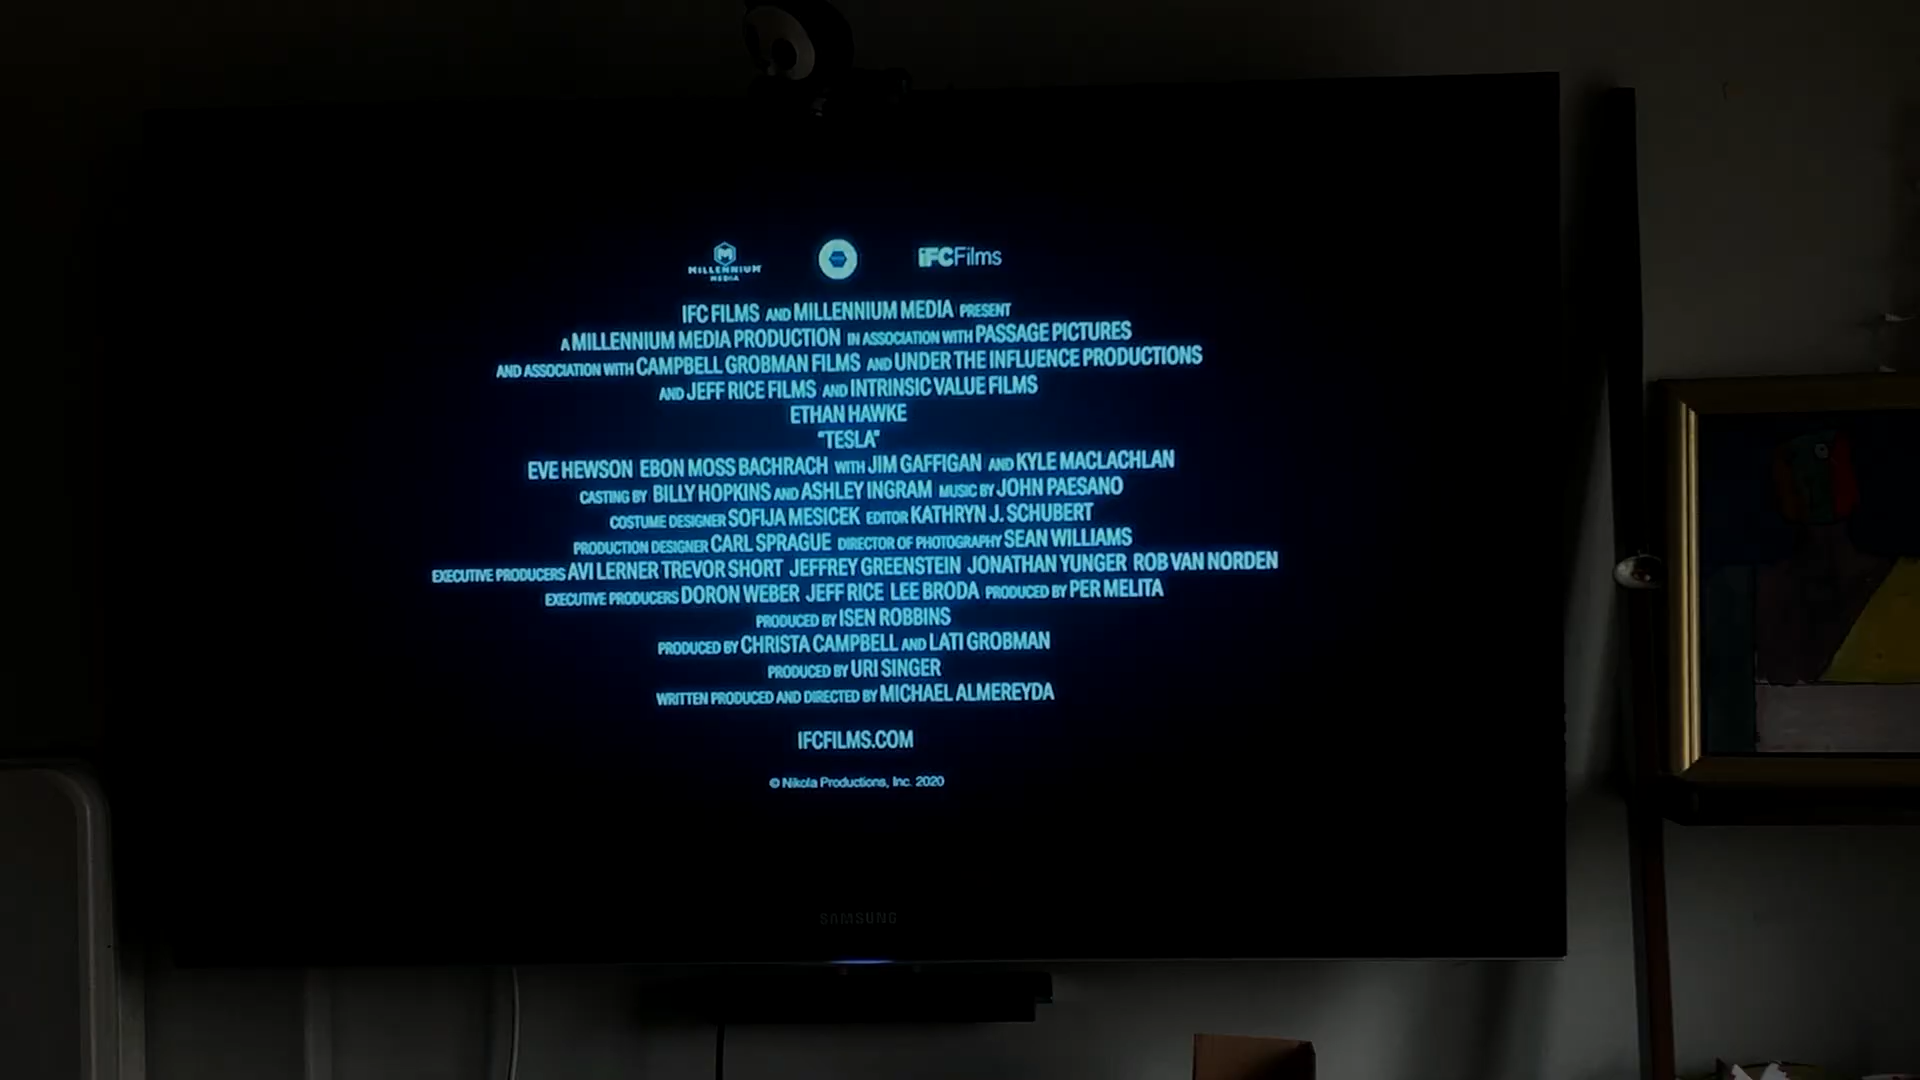 MILLENNIUM
MEDIA
IFC Films
IFC FILMS AND MILLENNIUM MEDIA PRESENT
A MILLENNIUM MEDIA PRODUCTION IN ASSOCIATION WITH PASSAGE PICTURES
AND ASSOCIATION WITH CAMPBELL GROBMAN FILMS AND UNDER THE INFLUENCE PRODUCTIONS
AND JEFF RICE FILMS AND INTRINSIC VALUE FILMS
ETHAN HAWKE
"TESLA"
EVE HEWSON EBON MOSS BACHRACH WITH JIM GAFFIGAN AND KYLE MACLACHLAN
CASTING BY BILLY HOPKINS AND ASHLEY INGRAM MUSIC BY JOHN PAESANO
COSTUME DESIGNER SOFIJA MESICEK EDITOR KATHRYN J. SCHUBERT
PRODUCTION DESIGNER CARL SPRAGUE DIRECTOR OF PHOTOGRAPHY SEAN WILLIAMS
EXECUTIVE PRODUCERS AVI LERNER TREVOR SHORT JEFFREY GREENSTEIN JONATHAN YUNGER ROB VAN NORDEN
EXECUTIVE PRODUCERS DORON WEBER JEFF RICE LEE BRODA PRODUCED BY PER MELITA
PRODUCED BY ISEN ROBBINS
PRODUCED BY CHRISTA CAMPBELL AND LATI GROBMAN
PRODUCED BY URI SINGER
WRITTEN PRODUCED AND DIRECTED BY MICHAEL ALMEREYDA
IFCFILMS.COM
© Nikola Productions, Inc. 2020
SAMSUNG